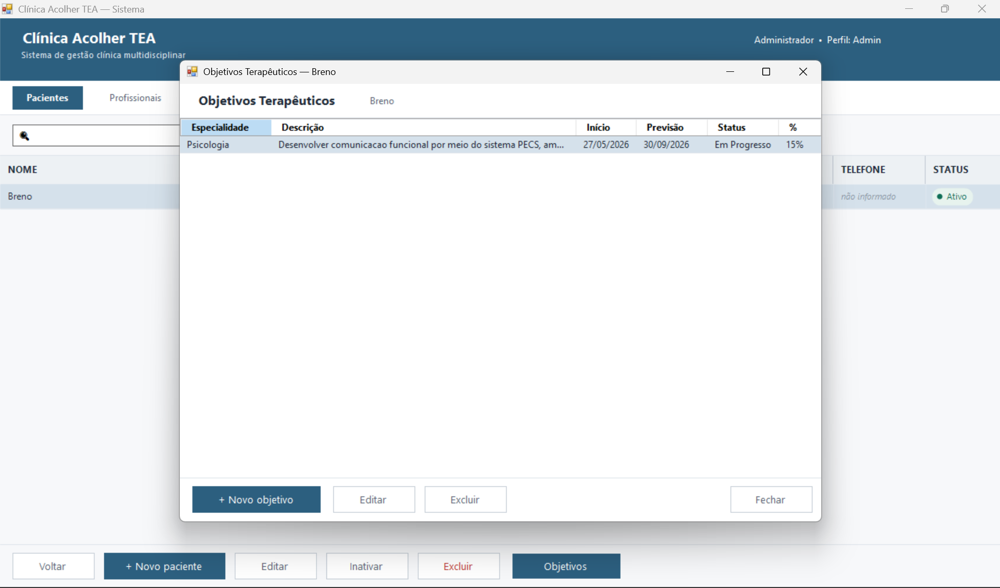 Clínica Acolher TEA — Sistema
Clínica Acolher TEA
Sistema de gestão clínica multidisciplinar
Administrador • Perfil: Admin
Pacientes
Profissionais
NOME
TELEFONE
STATUS
Breno
não informado
Ativo
Objetivos Terapêuticos — Breno
Objetivos Terapêuticos
Breno
Especialidade Descrição Início Previsão Status %
Psicologia Desenvolver comunicacao funcional por meio do sistema PECS, am... 27/05/2026 30/09/2026 Em Progresso 15%
+ Novo objetivo
Editar
Excluir
Fechar
Voltar
+ Novo paciente
Editar
Inativar
Excluir
Objetivos